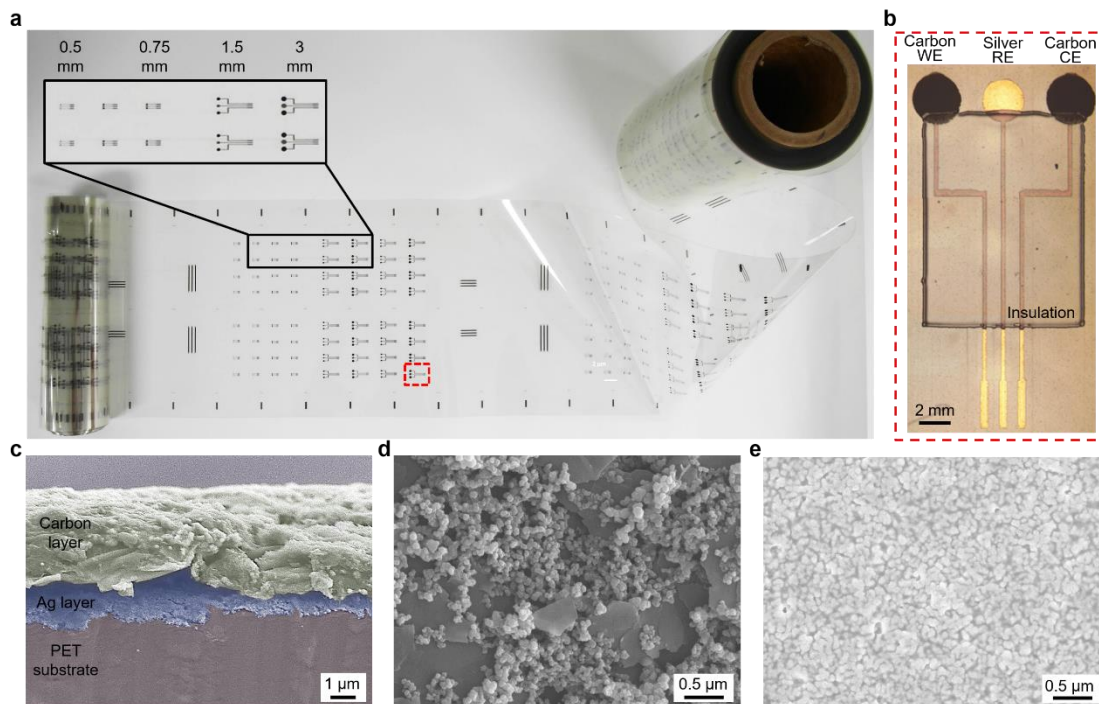 a
0.5 0.75 1.5 3
mm mm mm mm
b
Carbon Silver Carbon
WE RE CE
Insulation
2 mm
c
Carbon
layer
Ag layer
PET
substrate
1 µm
d
0.5 µm
e
0.5 µm